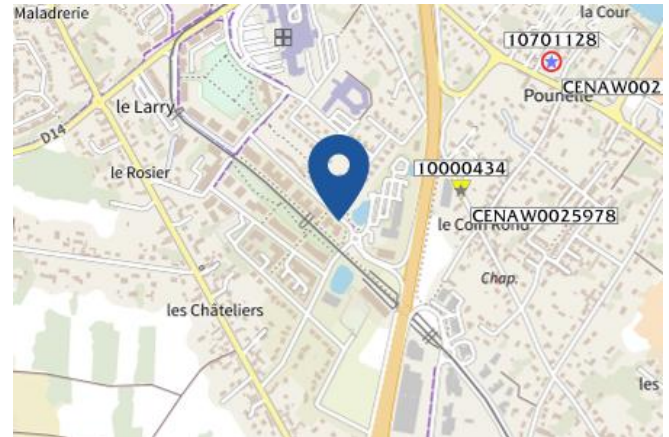 Maladrerie
la Cour
10701128
CENAW002
Pounelle
le Larry
D14
le Rosier
10000434
CENAW0025978
le Coin Rond
Chap.
les Châteliers
les